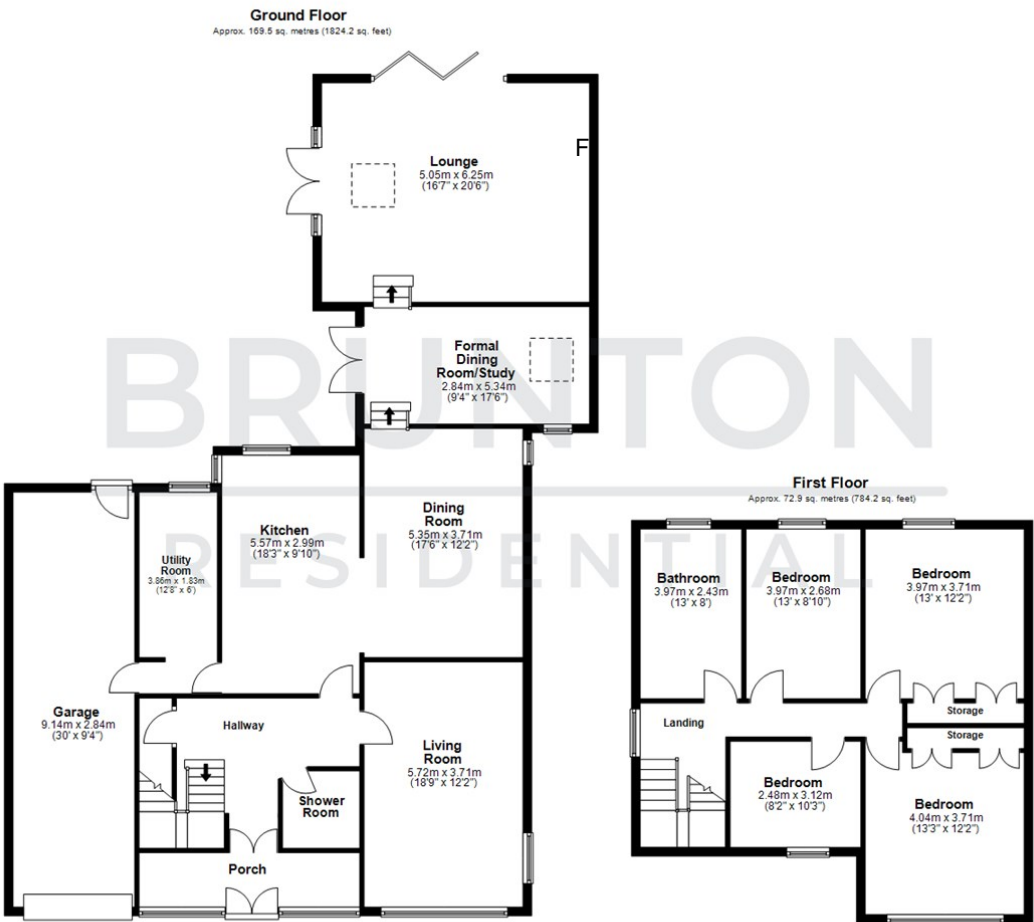 Ground Floor
Approx. 169.5 sq. metres (1824.2 sq. feet)
Lounge
5.05m x 6.25m
(16'7" x 20'6")
F
Formal
Dining
Room/Study
2.84m x 5.34m
(9'4" x 17'6")
BRUNTON
RESIDENTIAL
Kitchen
5.57m x 2.99m
(18'3" x 9'10")
Dining
Room
5.35m x 3.71m
(17'6" x 12'2")
Utility
Room
3.86m x 1.83m
(12'8" x 6')
Garage
9.14m x 2.84m
(30' x 9'4")
Hallway
Living
Room
5.72m x 3.71m
(18'9" x 12'2")
Shower
Room
Porch
First Floor
Approx. 72.9 sq. metres (784.2 sq. feet)
Bathroom
3.97m x 2.43m
(13' x 8')
Bedroom
3.97m x 2.68m
(13' x 8'10")
Bedroom
3.97m x 3.71m
(13' x 12'2")
Storage
Landing
Storage
Bedroom
2.48m x 3.12m
(8'2" x 10'3")
Bedroom
4.04m x 3.71m
(13'3" x 12'2")